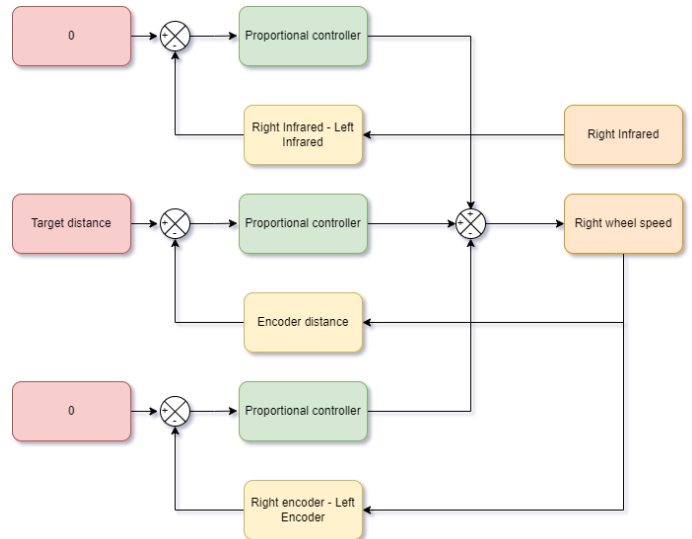 0
+
-
Proportional controller
Right Infrared - Left
Infrared
Right Infrared
Target distance
+
-
Proportional controller
+
+
-
Right wheel speed
Encoder distance
0
+
-
Proportional controller
Right encoder - Left
Encoder